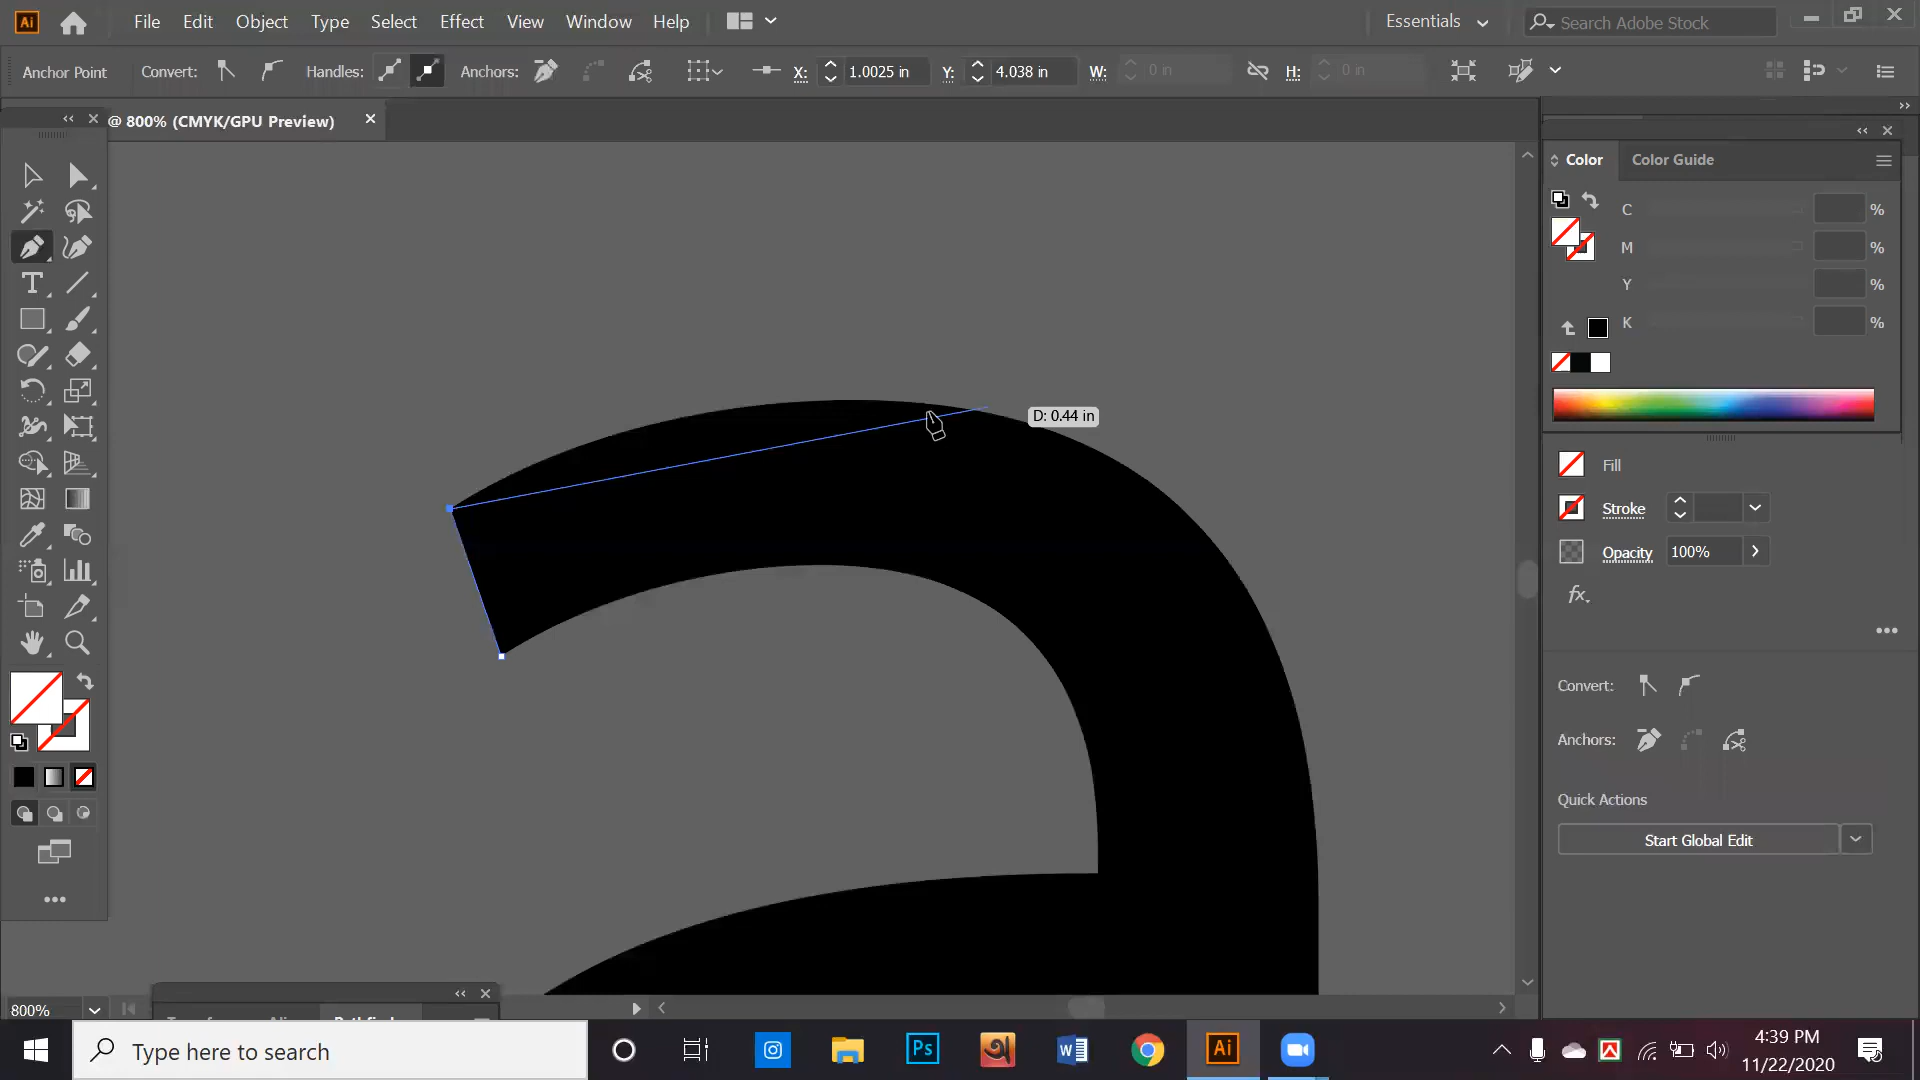 Ai File Edit Object Type Select Effect View Window Help Essentials Search Adobe Stock
Anchor Point Convert: Handles: Anchors: X: 1.0025 in Y: 4.038 in W: 0 in H: 0 in
@ 800% (CMYK/GPU Preview)
Color Color Guide
C %
M %
Y %
K %
D: 0.44 in
Fill
Stroke
Opacity 100%
fx.
Convert:
Anchors:
Quick Actions
Start Global Edit
800%
Type here to search
Ps
W
Ai
4:39 PM
11/22/2020